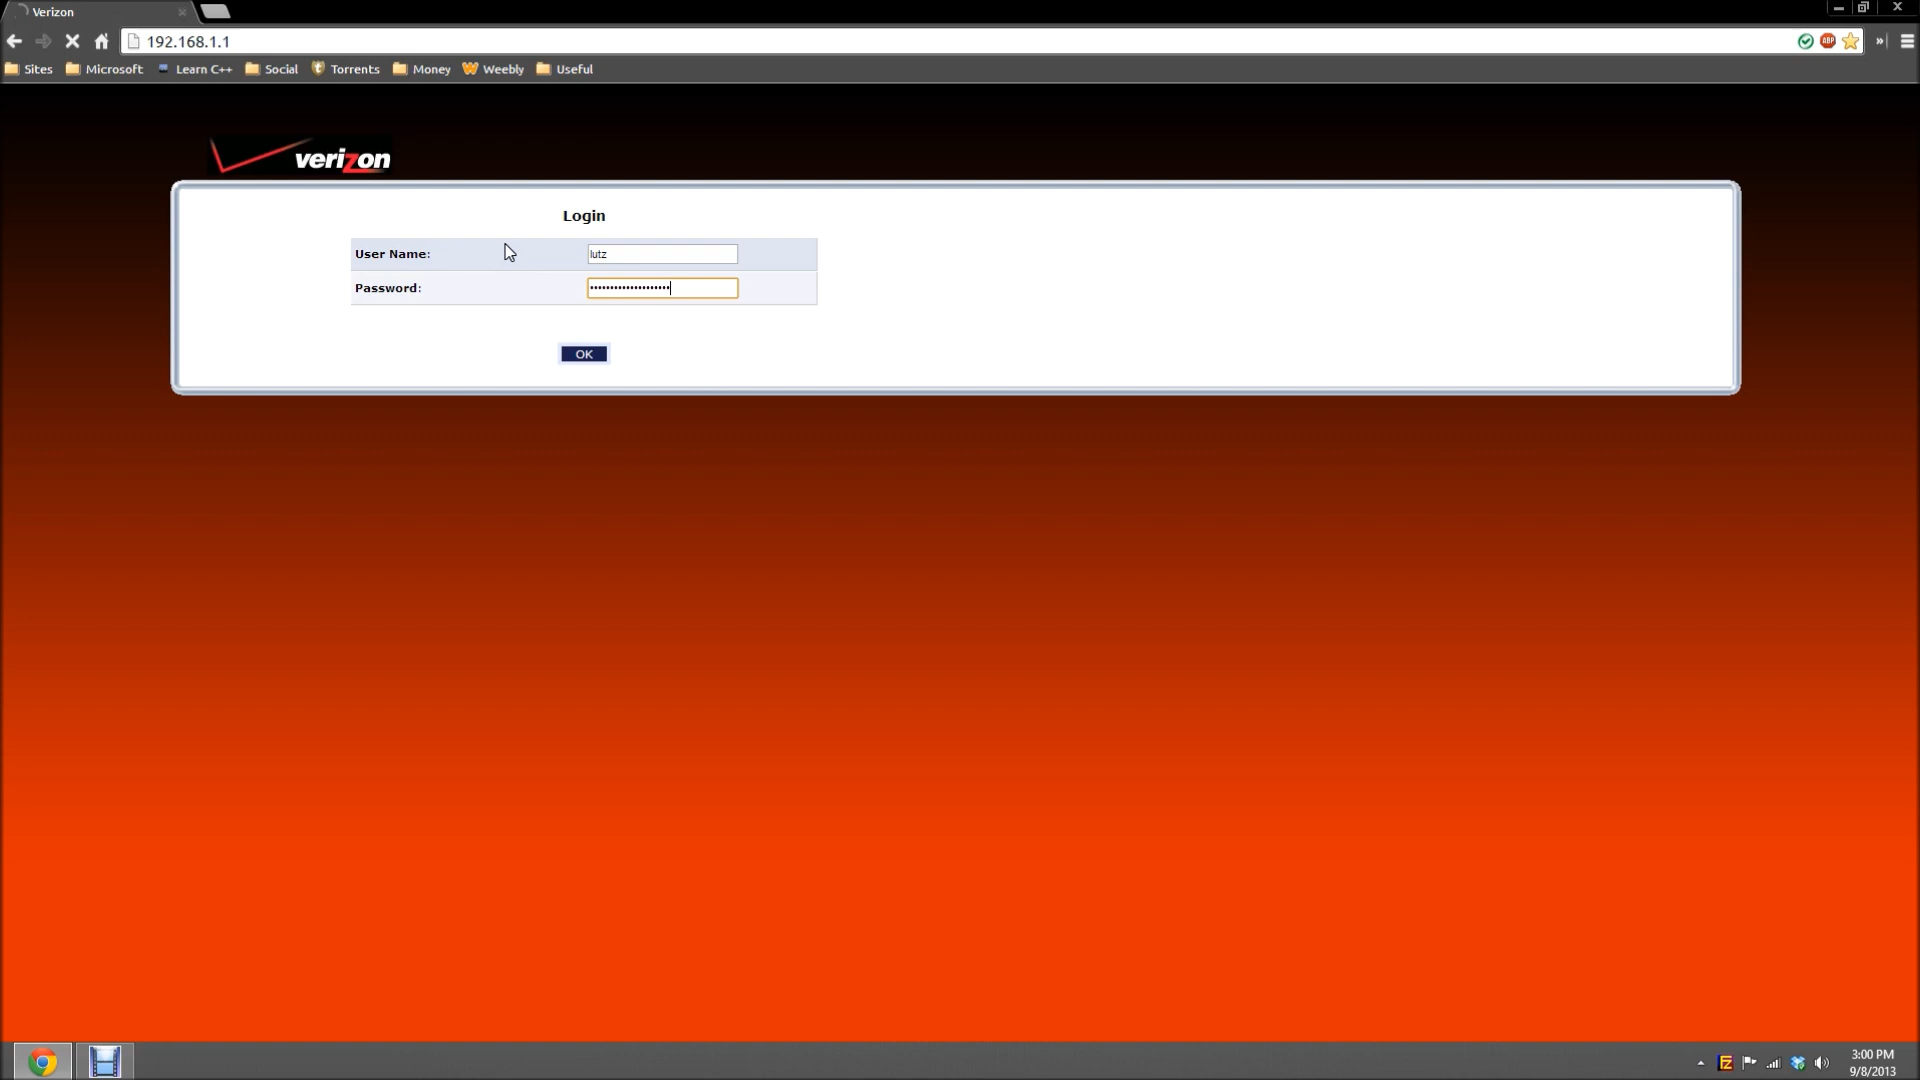 Verizon
192.168.1.1
ABP
»
Sites Microsoft Learn C++ Social Torrents Money Weebly Useful
verizon
Login
User Name: lutz
Password: ••••••••••••••••••••
OK
3:00 PM
9/8/2013